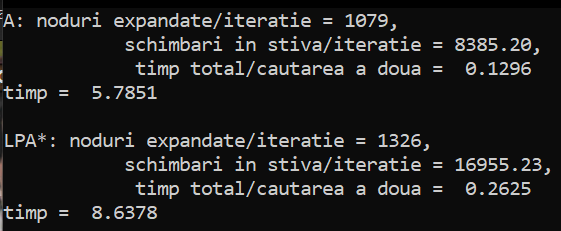 A: noduri expandate/iteratie = 1079,
schimbari in stiva/iteratie = 8385.20,
timp total/cautarea a doua =  0.1296
timp =  5.7851
LPA*: noduri expandate/iteratie = 1326,
schimbari in stiva/iteratie = 16955.23,
timp total/cautarea a doua =  0.2625
timp =  8.6378